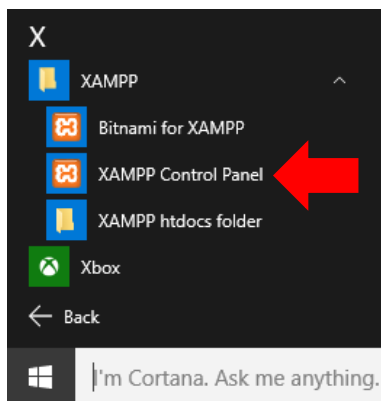 X
XAMPP
Bitnami for XAMPP
XAMPP Control Panel
XAMPP htdocs folder
Xbox
Back
I'm Cortana. Ask me anything.